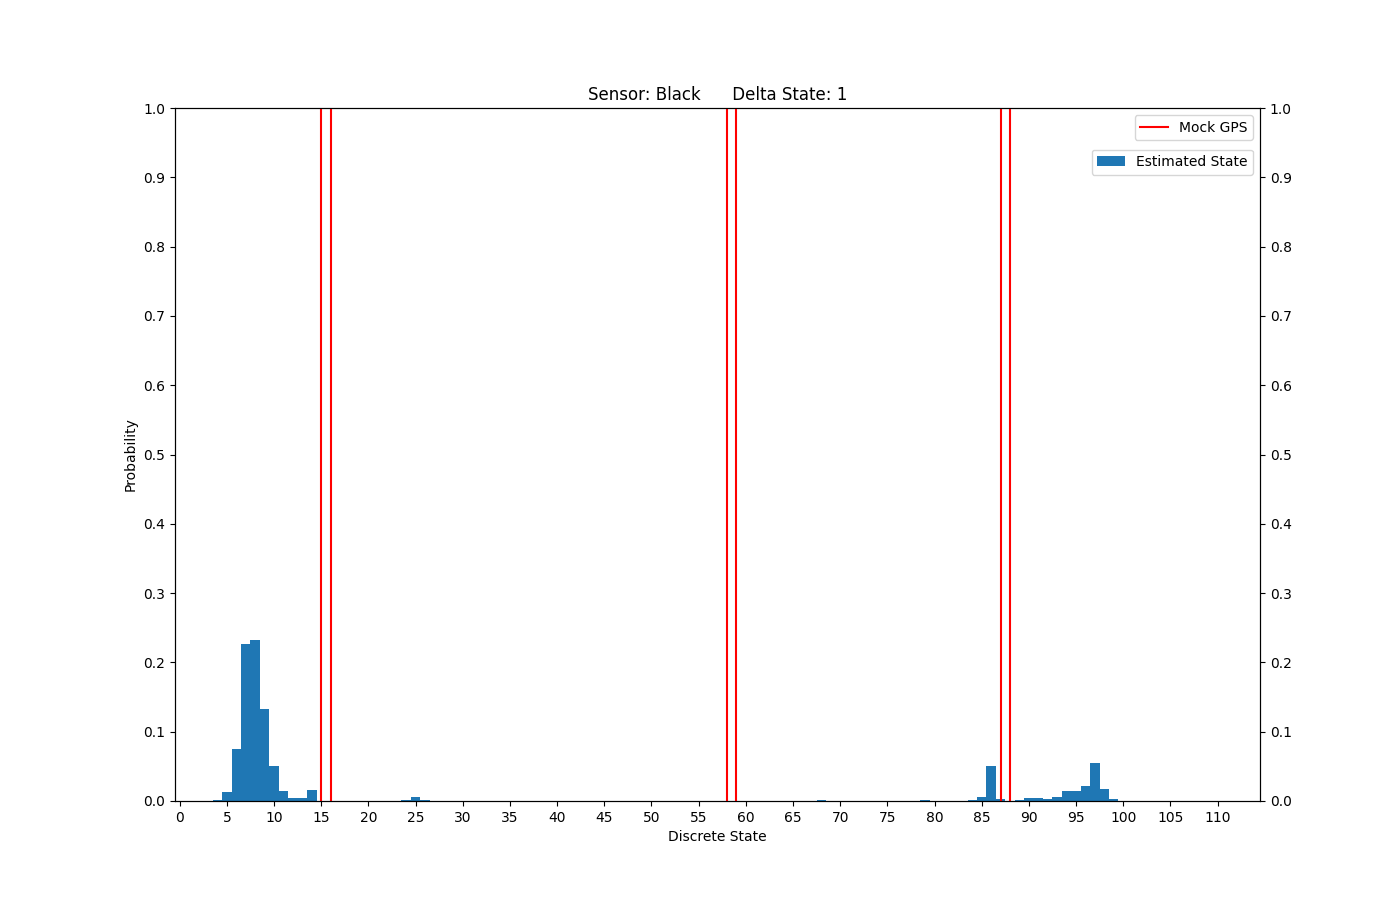 Sensor: Black Delta State: 1
1.0 1.0
Mock GPS
Estimated State
0.9 0.9
0.8 0.8
0.7 0.7
0.6 0.6
0.5 0.5
Probability
0.4 0.4
0.3 0.3
0.2 0.2
0.1 0.1
0.0 0.0
0 5 10 15 20 25 30 35 40 45 50 55 60 65 70 75 80 85 90 95 100 105 110
Discrete State